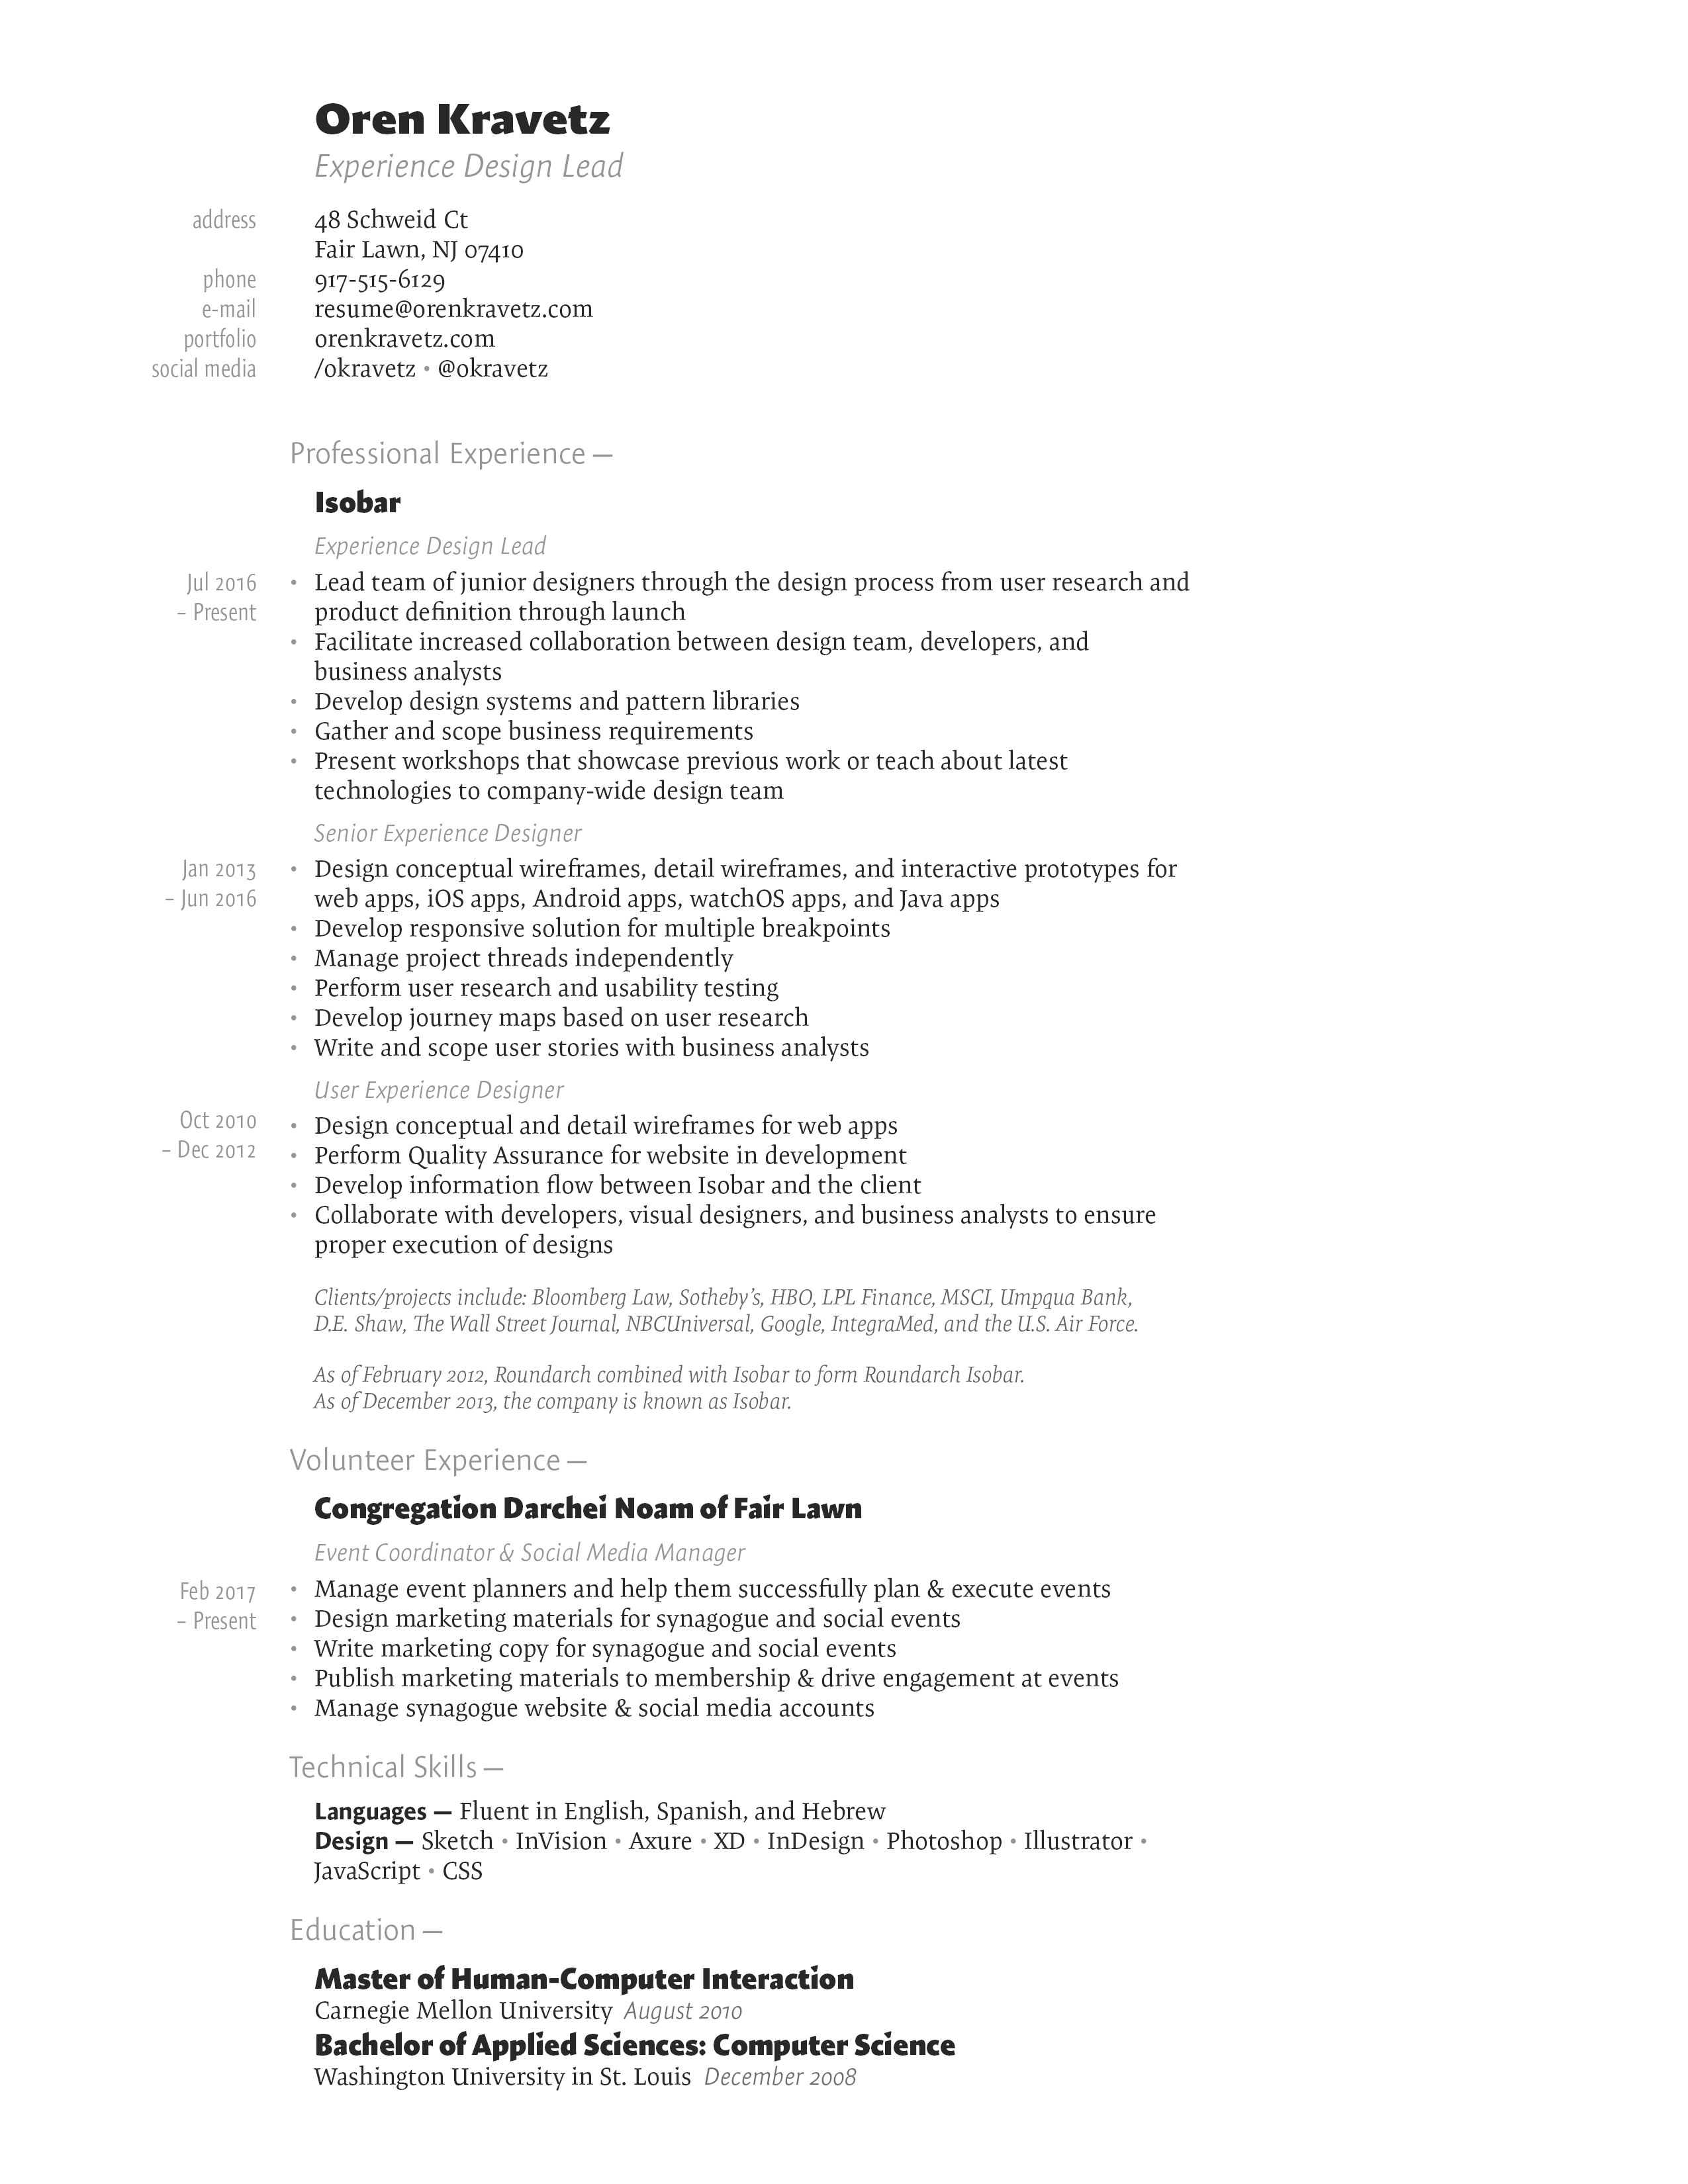 Oren Kravetz
Experience Design Lead
address 48 Schweid Ct
Fair Lawn, NJ 07410
phone 917-515-6129
e-mail resume@orenkravetz.com
portfolio orenkravetz.com
social media /okravetz • @okravetz
Professional Experience —
Isobar
Experience Design Lead
Jul 2016 • Lead team of junior designers through the design process from user research and
– Present product definition through launch
• Facilitate increased collaboration between design team, developers, and
business analysts
• Develop design systems and pattern libraries
• Gather and scope business requirements
• Present workshops that showcase previous work or teach about latest
technologies to company-wide design team
Senior Experience Designer
Jan 2013 • Design conceptual wireframes, detail wireframes, and interactive prototypes for
– Jun 2016 web apps, iOS apps, Android apps, watchOS apps, and Java apps
• Develop responsive solution for multiple breakpoints
• Manage project threads independently
• Perform user research and usability testing
• Develop journey maps based on user research
• Write and scope user stories with business analysts
User Experience Designer
Oct 2010 • Design conceptual and detail wireframes for web apps
– Dec 2012 • Perform Quality Assurance for website in development
• Develop information flow between Isobar and the client
• Collaborate with developers, visual designers, and business analysts to ensure
proper execution of designs
Clients/projects include: Bloomberg Law, Sotheby’s, HBO, LPL Finance, MSCI, Umpqua Bank,
D.E. Shaw, The Wall Street Journal, NBCUniversal, Google, IntegraMed, and the U.S. Air Force.
As of February 2012, Roundarch combined with Isobar to form Roundarch Isobar.
As of December 2013, the company is known as Isobar.
Volunteer Experience —
Congregation Darchei Noam of Fair Lawn
Event Coordinator & Social Media Manager
Feb 2017 • Manage event planners and help them successfully plan & execute events
– Present • Design marketing materials for synagogue and social events
• Write marketing copy for synagogue and social events
• Publish marketing materials to membership & drive engagement at events
• Manage synagogue website & social media accounts
Technical Skills —
Languages — Fluent in English, Spanish, and Hebrew
Design — Sketch • InVision • Axure • XD • InDesign • Photoshop • Illustrator •
JavaScript • CSS
Education —
Master of Human-Computer Interaction
Carnegie Mellon University August 2010
Bachelor of Applied Sciences: Computer Science
Washington University in St. Louis December 2008